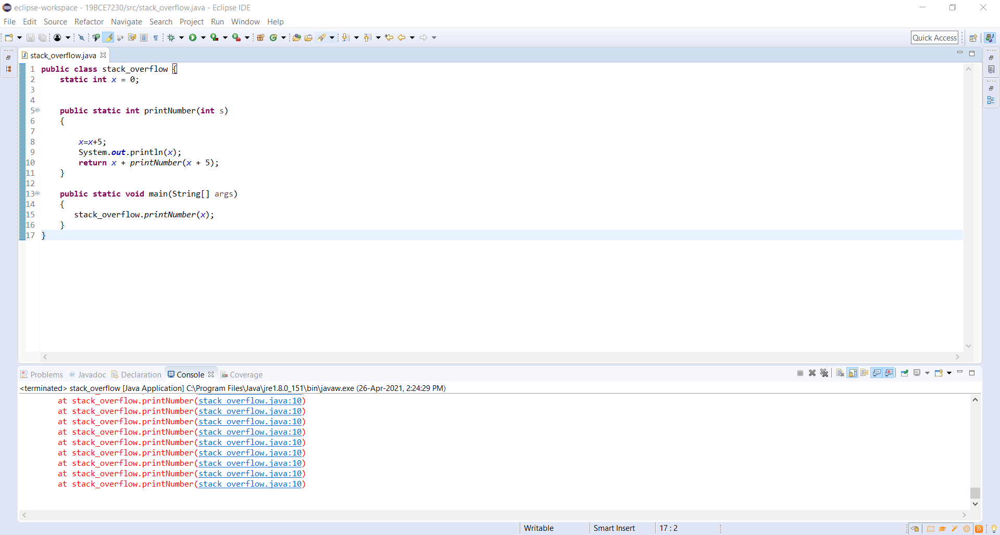 eclipse-workspace - 19BCE7230/src/stack_overflow.java - Eclipse IDE
File Edit Source Refactor Navigate Search Project Run Window Help
Quick Access
stack_overflow.java
1 public class stack_overflow {
2     static int x = 0;
3
4
5     public static int printNumber(int s)
6     {
7
8         x=x+5;
9         System.out.println(x);
10         return x + printNumber(x + 5);
11     }
12
13     public static void main(String[] args)
14     {
15        stack_overflow.printNumber(x);
16     }
17 }
Problems @ Javadoc Declaration Console Coverage
<terminated> stack_overflow [Java Application] C:\Program Files\Java\jre1.8.0_151\bin\javaw.exe (26-Apr-2021, 2:24:29 PM)
at stack_overflow.printNumber(stack_overflow.java:10)
at stack_overflow.printNumber(stack_overflow.java:10)
at stack_overflow.printNumber(stack_overflow.java:10)
at stack_overflow.printNumber(stack_overflow.java:10)
at stack_overflow.printNumber(stack_overflow.java:10)
at stack_overflow.printNumber(stack_overflow.java:10)
at stack_overflow.printNumber(stack_overflow.java:10)
at stack_overflow.printNumber(stack_overflow.java:10)
at stack_overflow.printNumber(stack_overflow.java:10)
Writable Smart Insert 17 : 2